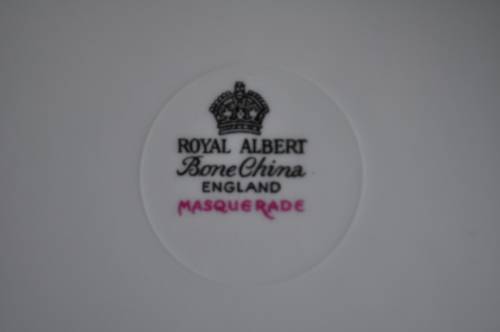 ROYAL ALBERT
Bone China
ENGLAND
MASQUERADE